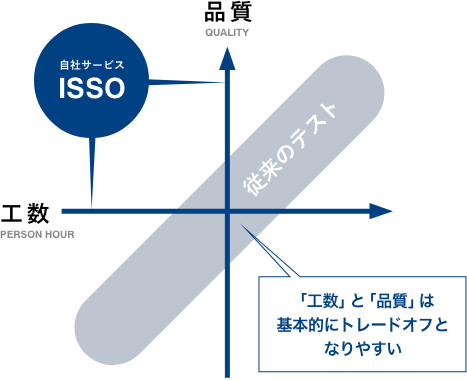 品質
QUALITY
自社サービス
ISSO
従来のテスト
工数
PERSON HOUR
「工数」と「品質」は
基本的にトレードオフと
なりやすい